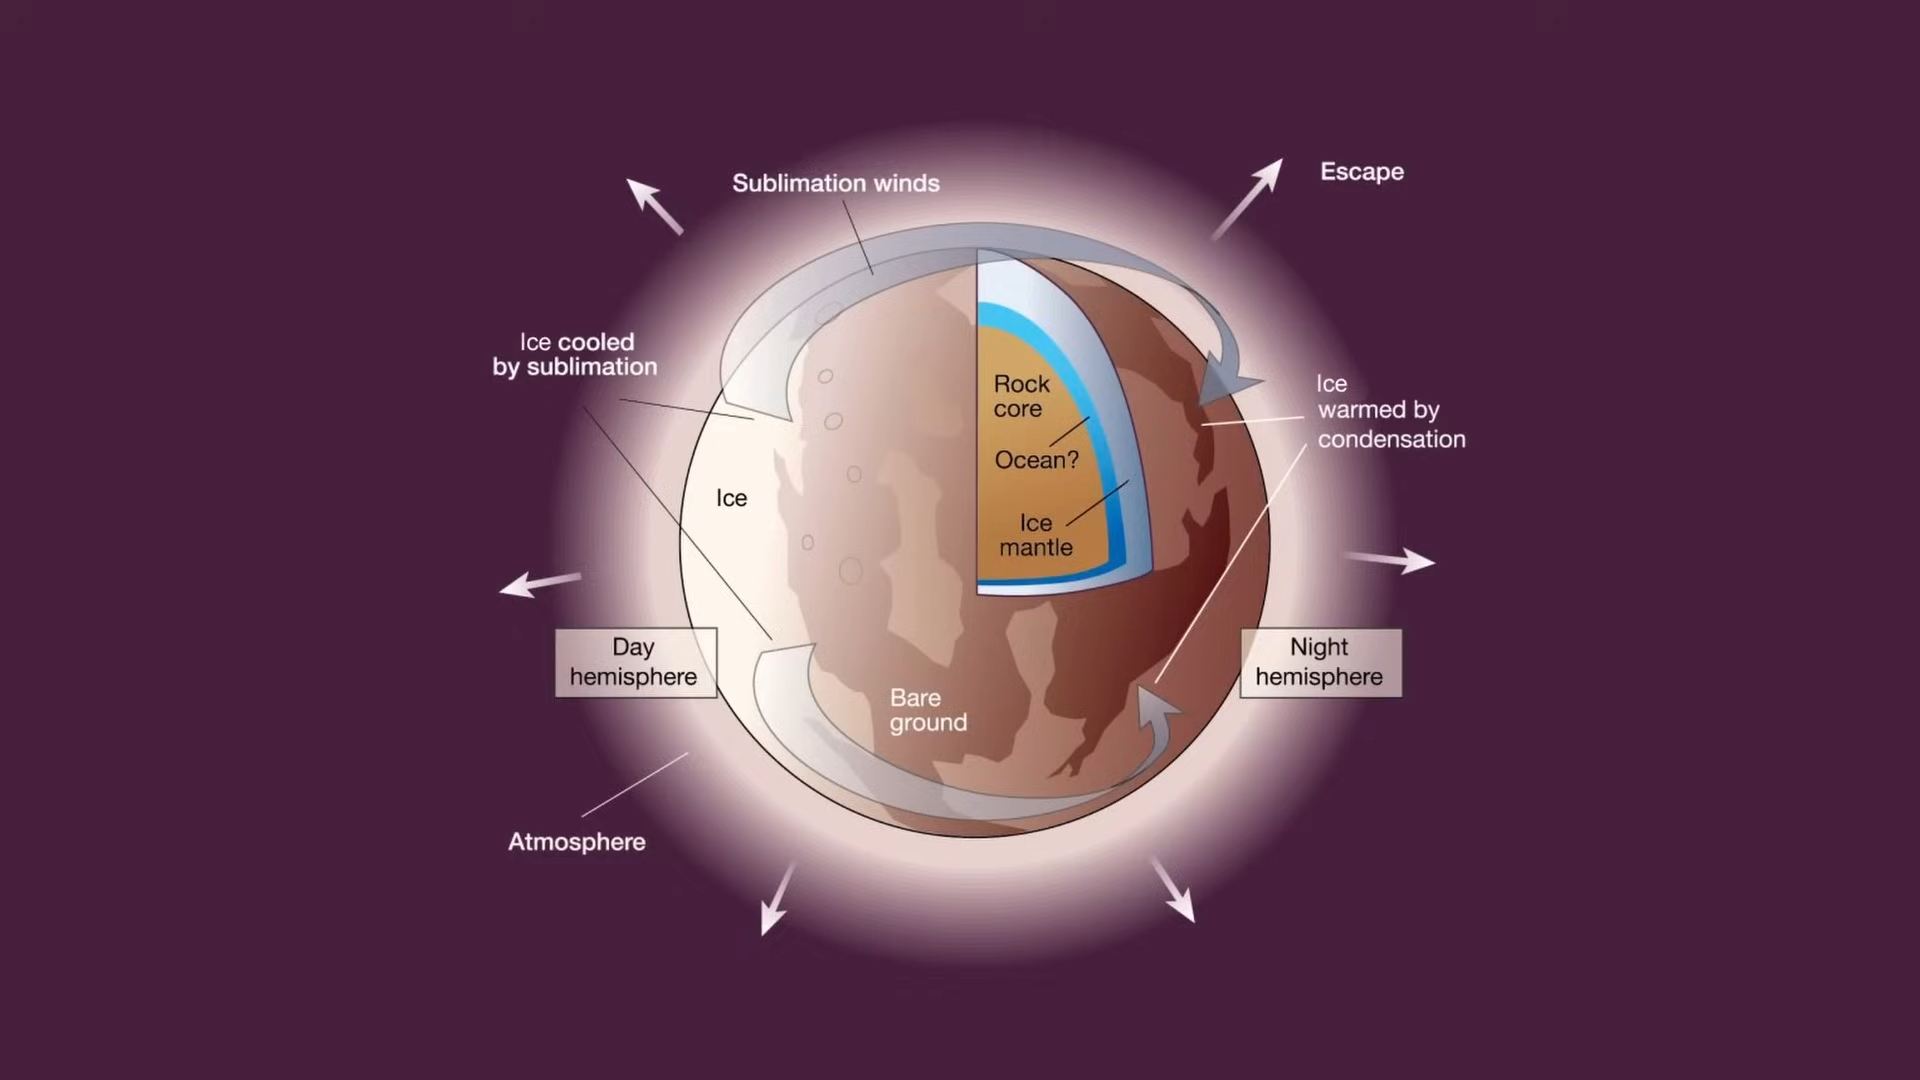 Sublimation winds
Escape
Ice cooled
by sublimation
Rock
core
Ice
warmed by
condensation
Ocean?
Ice
Ice
mantle
Day
hemisphere
Night
hemisphere
Bare
ground
Atmosphere